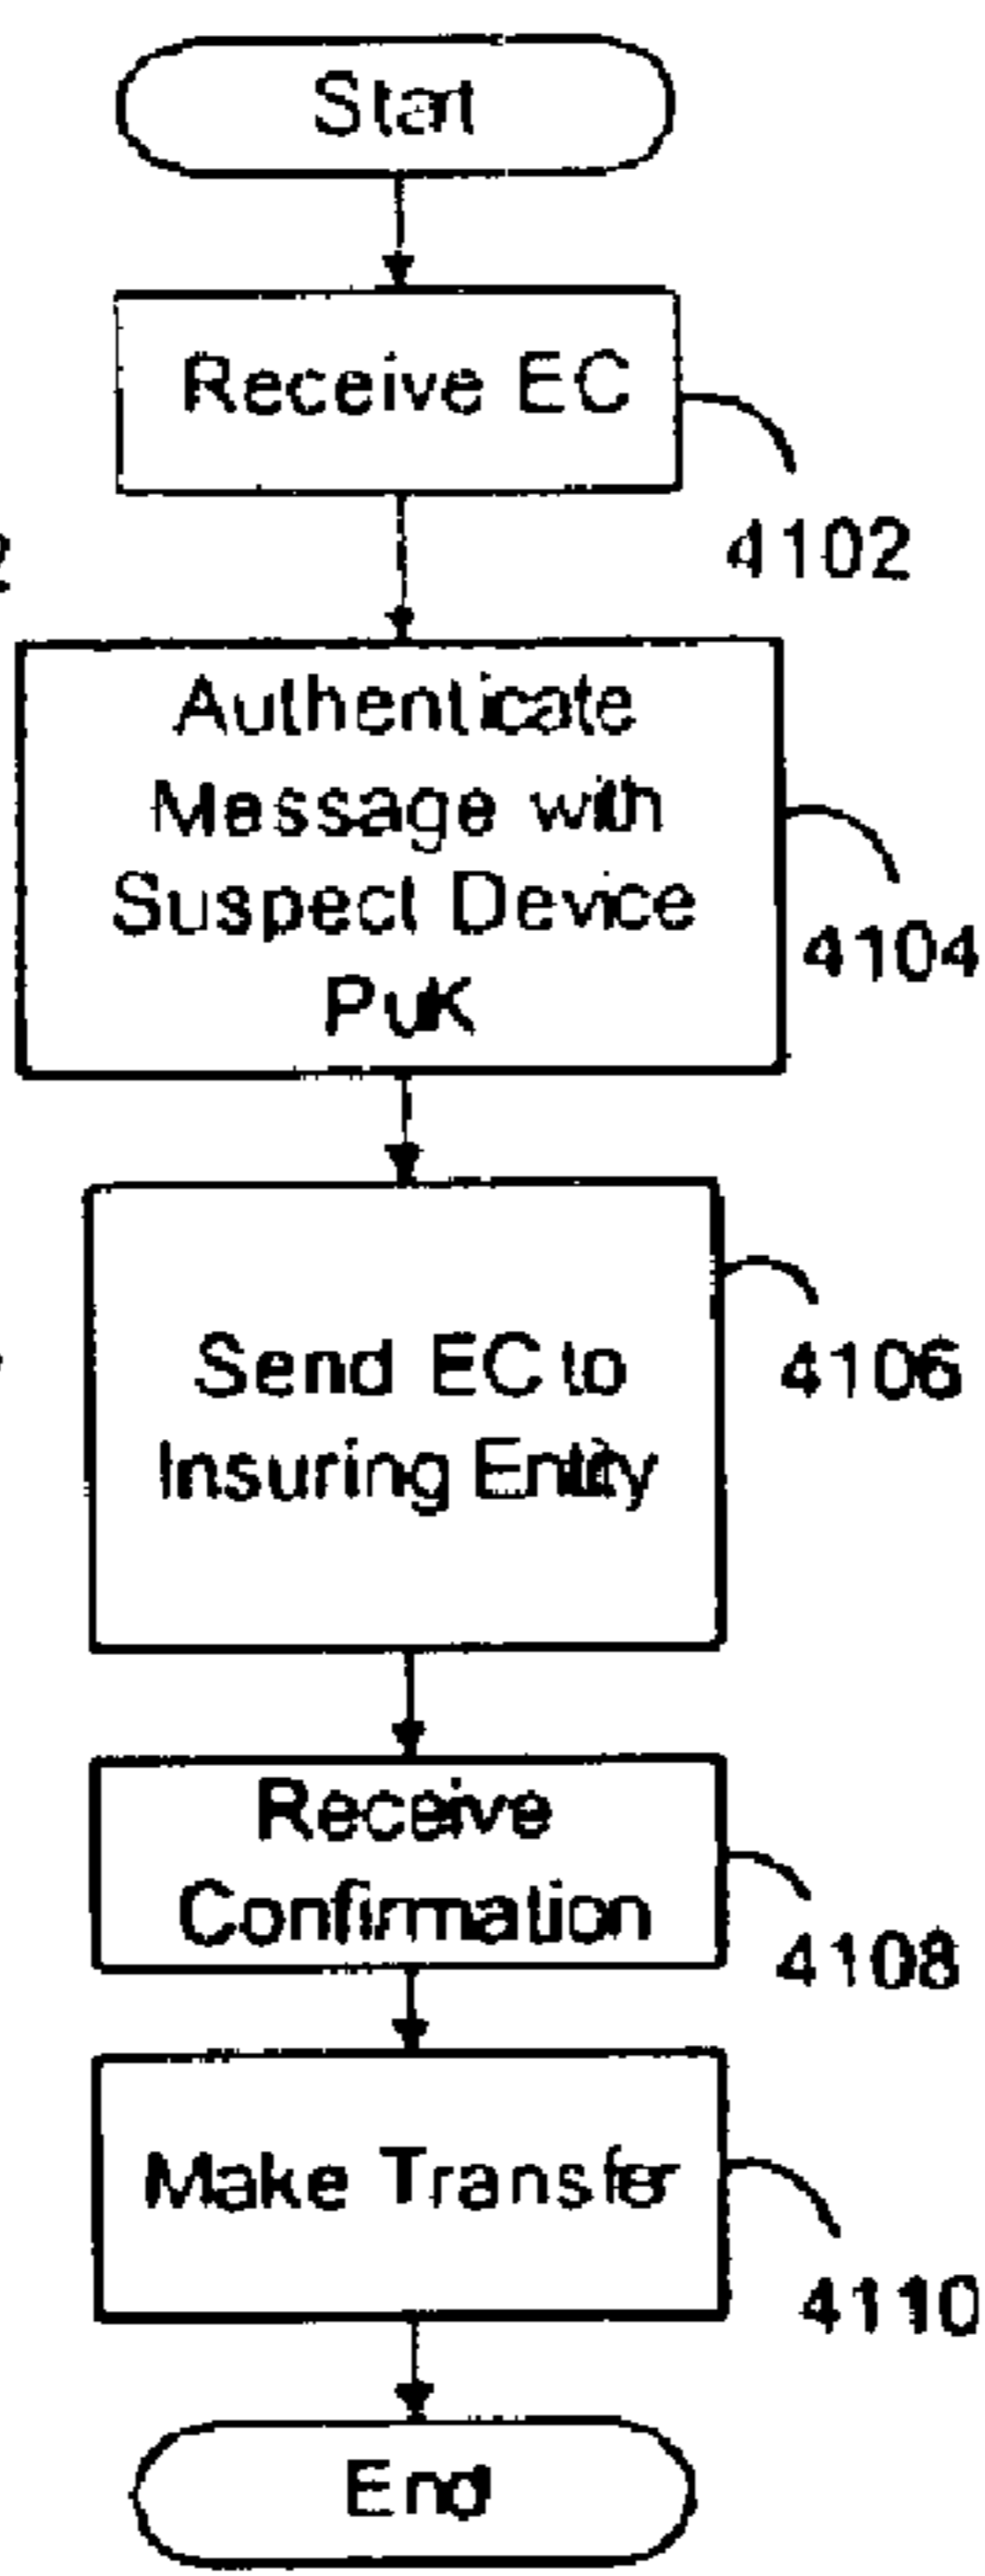 Start
Receive EC
4102
2
Authenticate
Message with
Suspect Device
PuK
4104
Send EC to
Insuring Entity
4106
Receive
Confirmation
4108
Make Transfer
4110
End